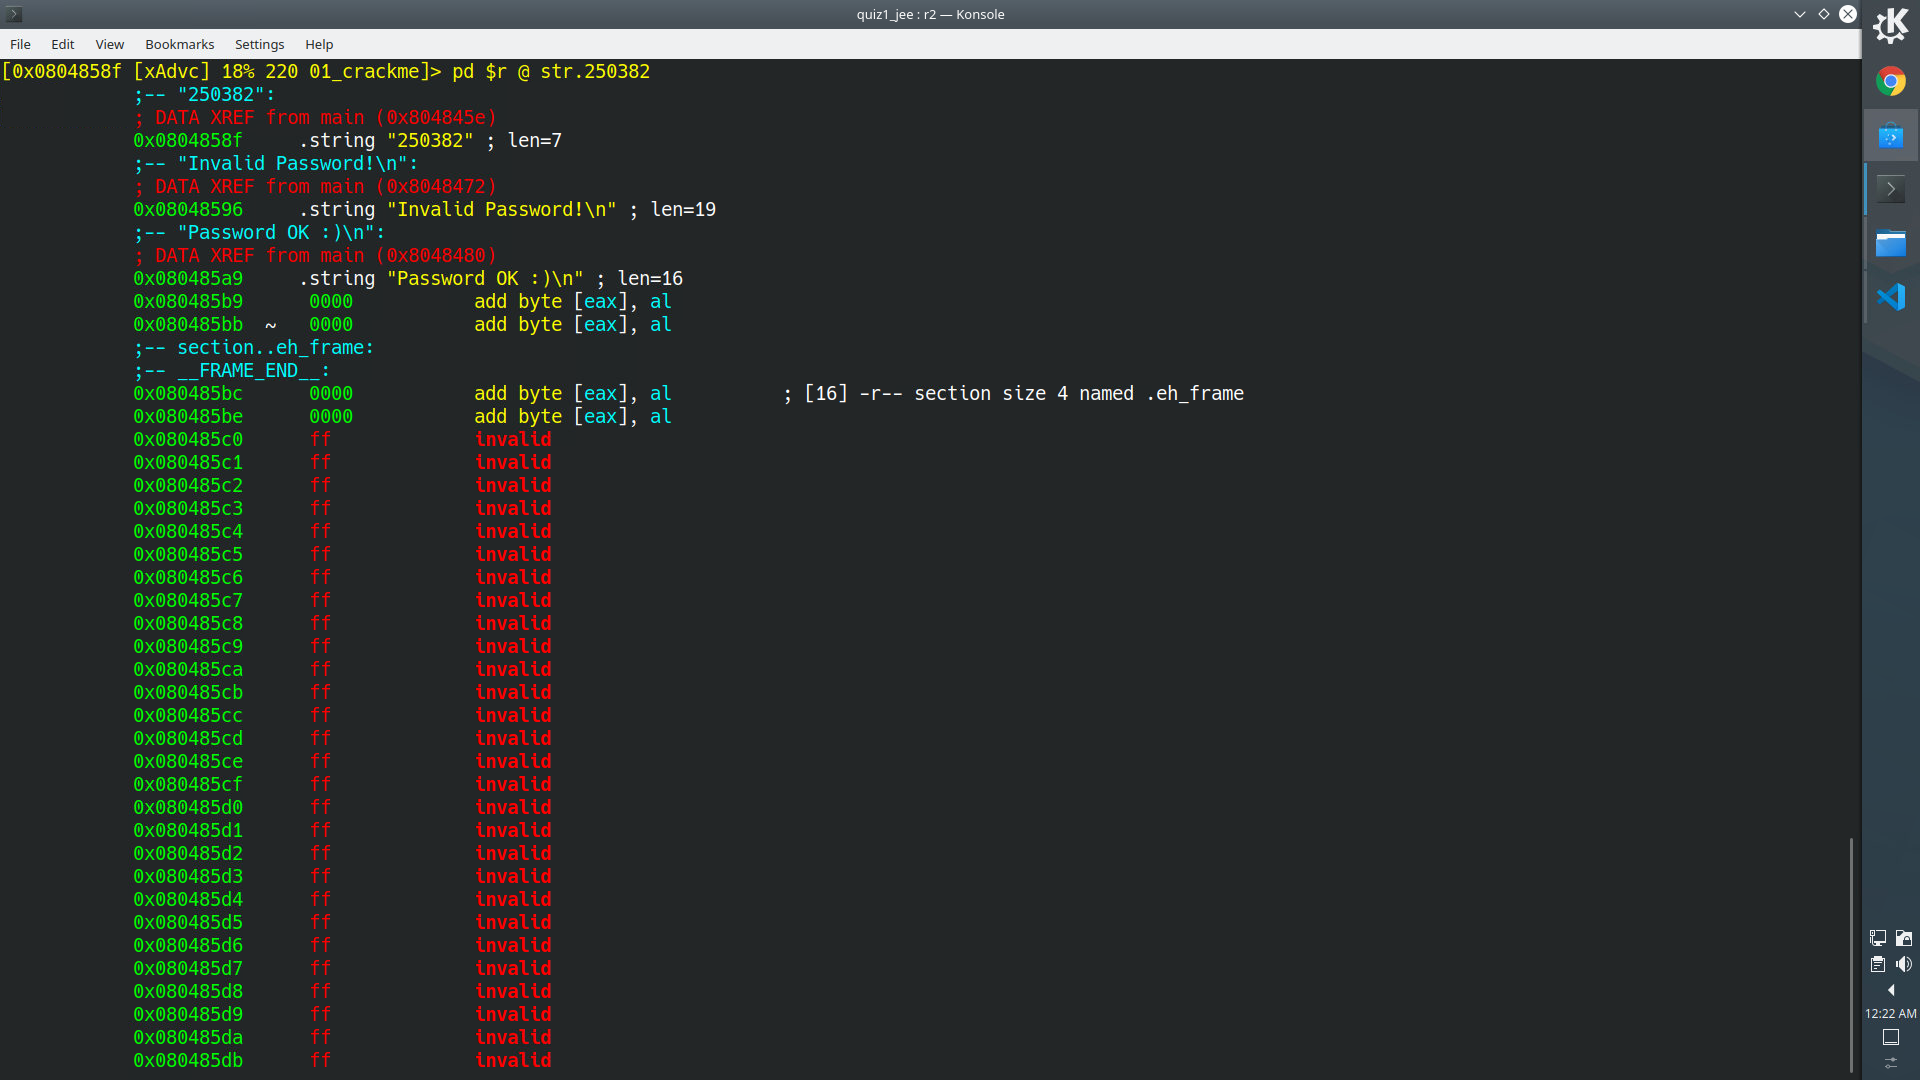 quiz1_jee : r2 — Konsole
File Edit View Bookmarks Settings Help
[0x0804858f [xAdvc] 18% 220 01_crackme]> pd $r @ str.250382
;-- "250382":
; DATA XREF from main (0x804845e)
0x0804858f .string "250382" ; len=7
;-- "Invalid Password!\n":
; DATA XREF from main (0x8048472)
0x08048596 .string "Invalid Password!\n" ; len=19
;-- "Password OK :)\n":
; DATA XREF from main (0x8048480)
0x080485a9 .string "Password OK :)\n" ; len=16
0x080485b9 0000 add byte [eax], al
0x080485bb ~ 0000 add byte [eax], al
;-- section..eh_frame:
;-- __FRAME_END__:
0x080485bc 0000 add byte [eax], al ; [16] -r-- section size 4 named .eh_frame
0x080485be 0000 add byte [eax], al
0x080485c0 ff invalid
0x080485c1 ff invalid
0x080485c2 ff invalid
0x080485c3 ff invalid
0x080485c4 ff invalid
0x080485c5 ff invalid
0x080485c6 ff invalid
0x080485c7 ff invalid
0x080485c8 ff invalid
0x080485c9 ff invalid
0x080485ca ff invalid
0x080485cb ff invalid
0x080485cc ff invalid
0x080485cd ff invalid
0x080485ce ff invalid
0x080485cf ff invalid
0x080485d0 ff invalid
0x080485d1 ff invalid
0x080485d2 ff invalid
0x080485d3 ff invalid
0x080485d4 ff invalid
0x080485d5 ff invalid
0x080485d6 ff invalid
0x080485d7 ff invalid
0x080485d8 ff invalid
0x080485d9 ff invalid
0x080485da ff invalid
0x080485db ff invalid
12:22 AM